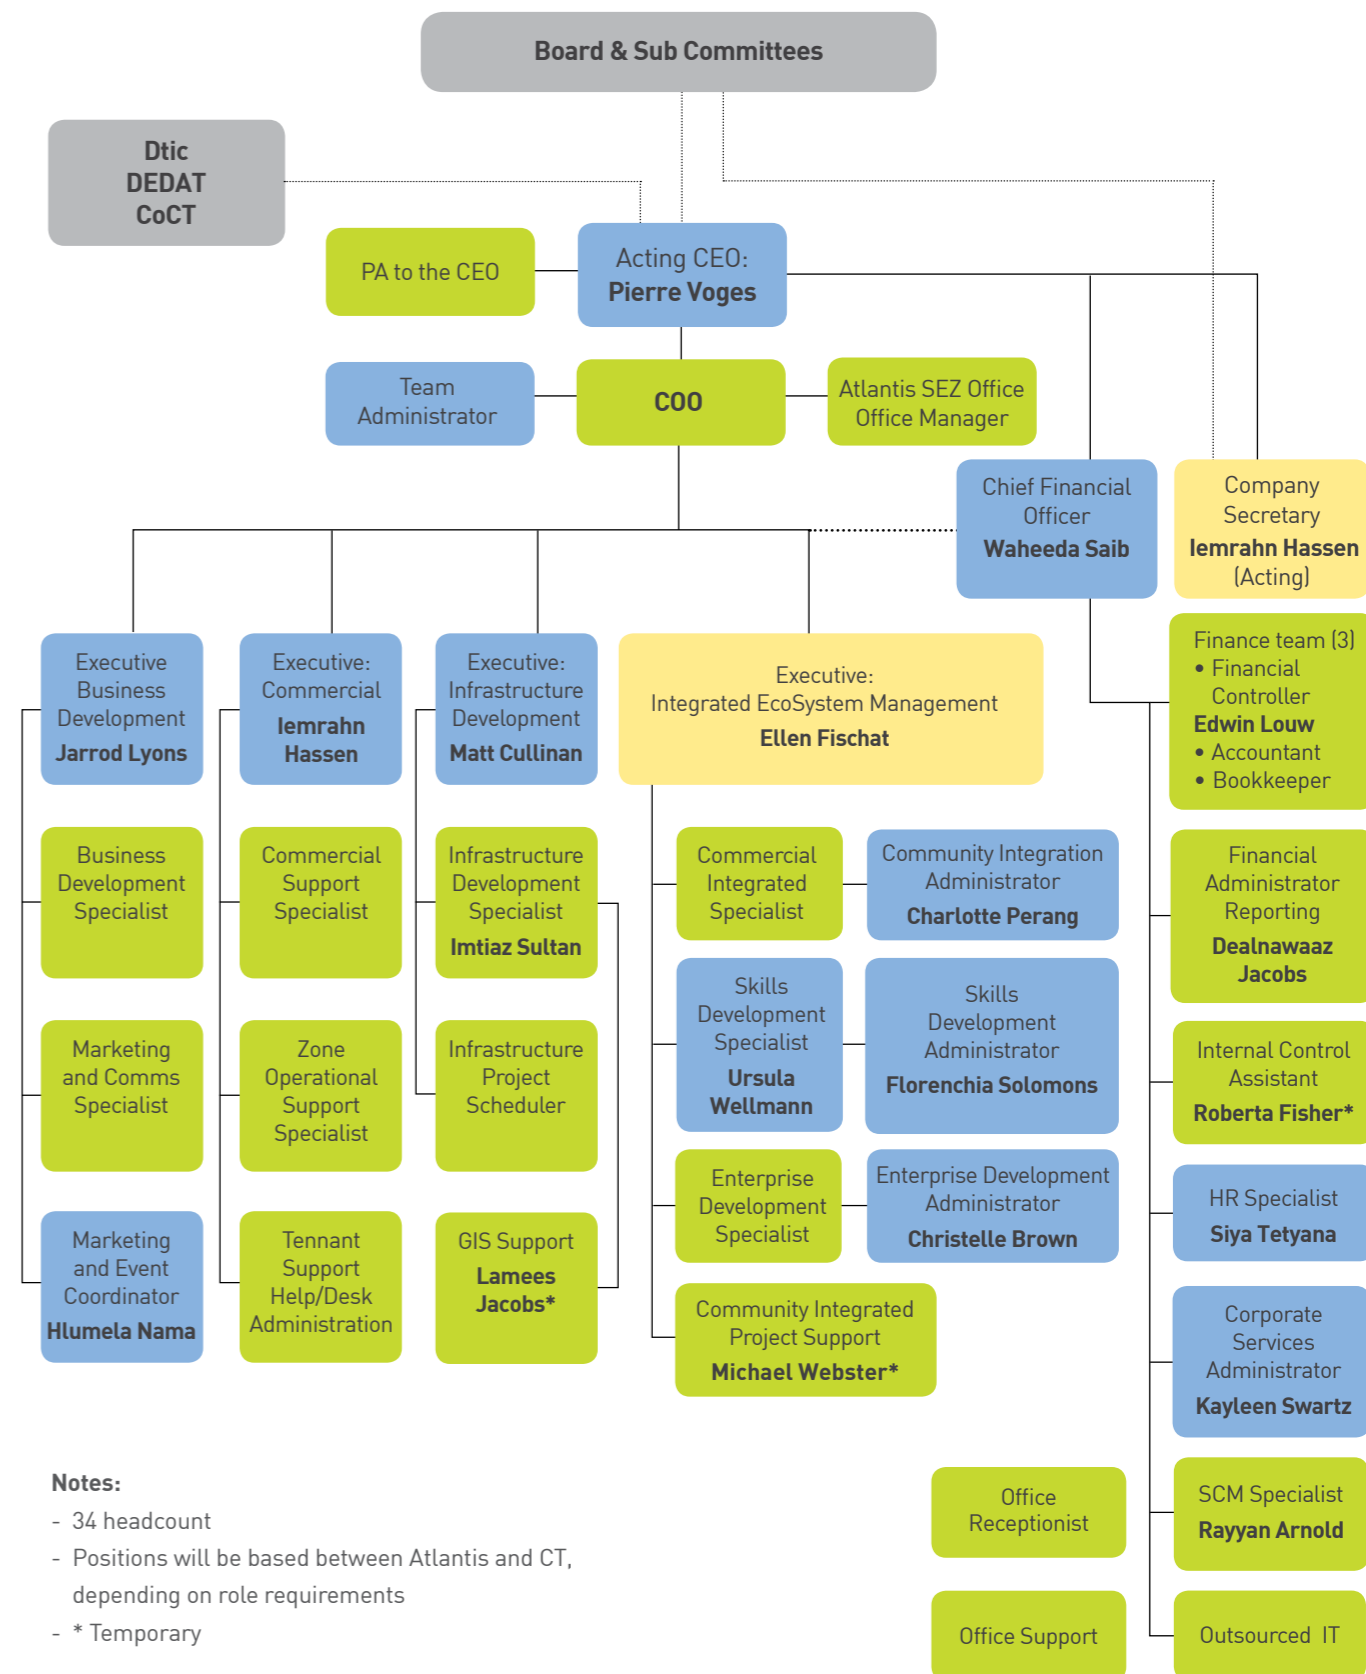 Board & Sub Committees
Dtic
DEDAT
CoCT
PA to the CEO
Acting CEO:
Pierre Voges
Team
Administrator
COO
Atlantis SEZ Office
Office Manager
Chief Financial
Officer
Waheeda Saib
Company
Secretary
Iemrahn Hassen
(Acting)
Executive
Business
Development
Jarrod Lyons
Executive:
Commercial
Iemrahn
Hassen
Executive:
Infrastructure
Development
Matt Cullinan
Executive:
Integrated EcoSystem Management
Ellen Fischat
Finance team (3)
• Financial
Controller
Edwin Louw
• Accountant
• Bookkeeper
Business
Development
Specialist
Commercial
Support
Specialist
Infrastructure
Development
Specialist
Imtiaz Sultan
Commercial
Integrated
Specialist
Community Integration
Administrator
Charlotte Perang
Financial
Administrator
Reporting
Dealnawaaz
Jacobs
Skills
Development
Specialist
Ursula
Wellmann
Skills
Development
Administrator
Florenchia Solomons
Marketing
and Comms
Specialist
Zone
Operational
Support
Specialist
Infrastructure
Project
Scheduler
Internal Control
Assistant
Roberta Fisher*
Enterprise
Development
Specialist
Enterprise Development
Administrator
Christelle Brown
HR Specialist
Siya Tetyana
Marketing
and Event
Coordinator
Hlumela Nama
Tennant
Support
Help/Desk
Administration
GIS Support
Lamees
Jacobs*
Community Integrated
Project Support
Michael Webster*
Corporate
Services
Administrator
Kayleen Swartz
Notes:
- 34 headcount
- Positions will be based between Atlantis and CT,
depending on role requirements
- * Temporary
Office
Receptionist
SCM Specialist
Rayyan Arnold
Office Support
Outsourced IT